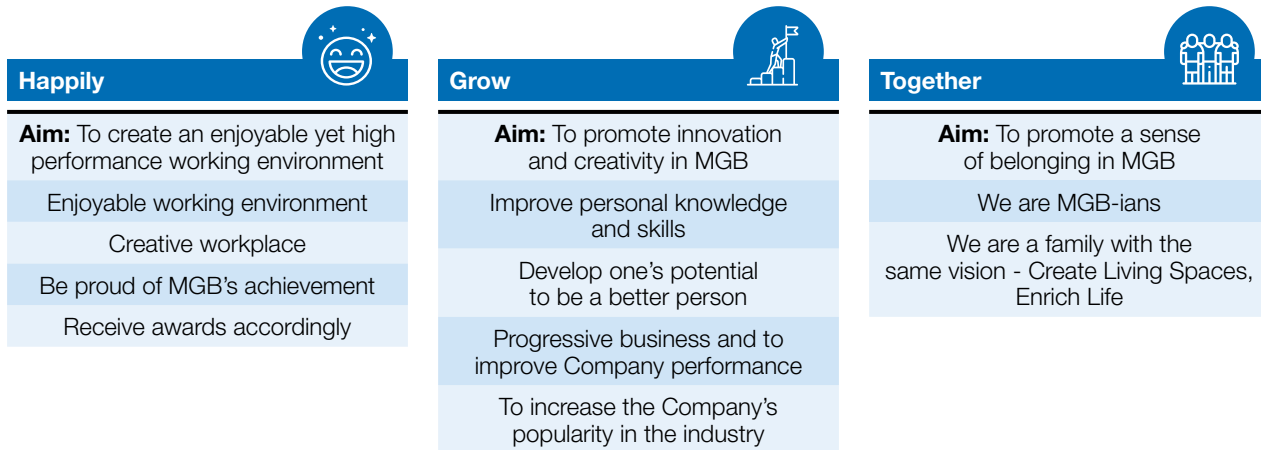 Happily
Aim: To create an enjoyable yet high
performance working environment
Enjoyable working environment
Creative workplace
Be proud of MGB's achievement
Receive awards accordingly
Grow
Aim: To promote innovation
and creativity in MGB
Improve personal knowledge
and skills
Develop one's potential
to be a better person
Progressive business and to
improve Company performance
To increase the Company's
popularity in the industry
Together
Aim: To promote a sense
of belonging in MGB
We are MGB-ians
We are a family with the
same vision - Create Living Spaces,
Enrich Life